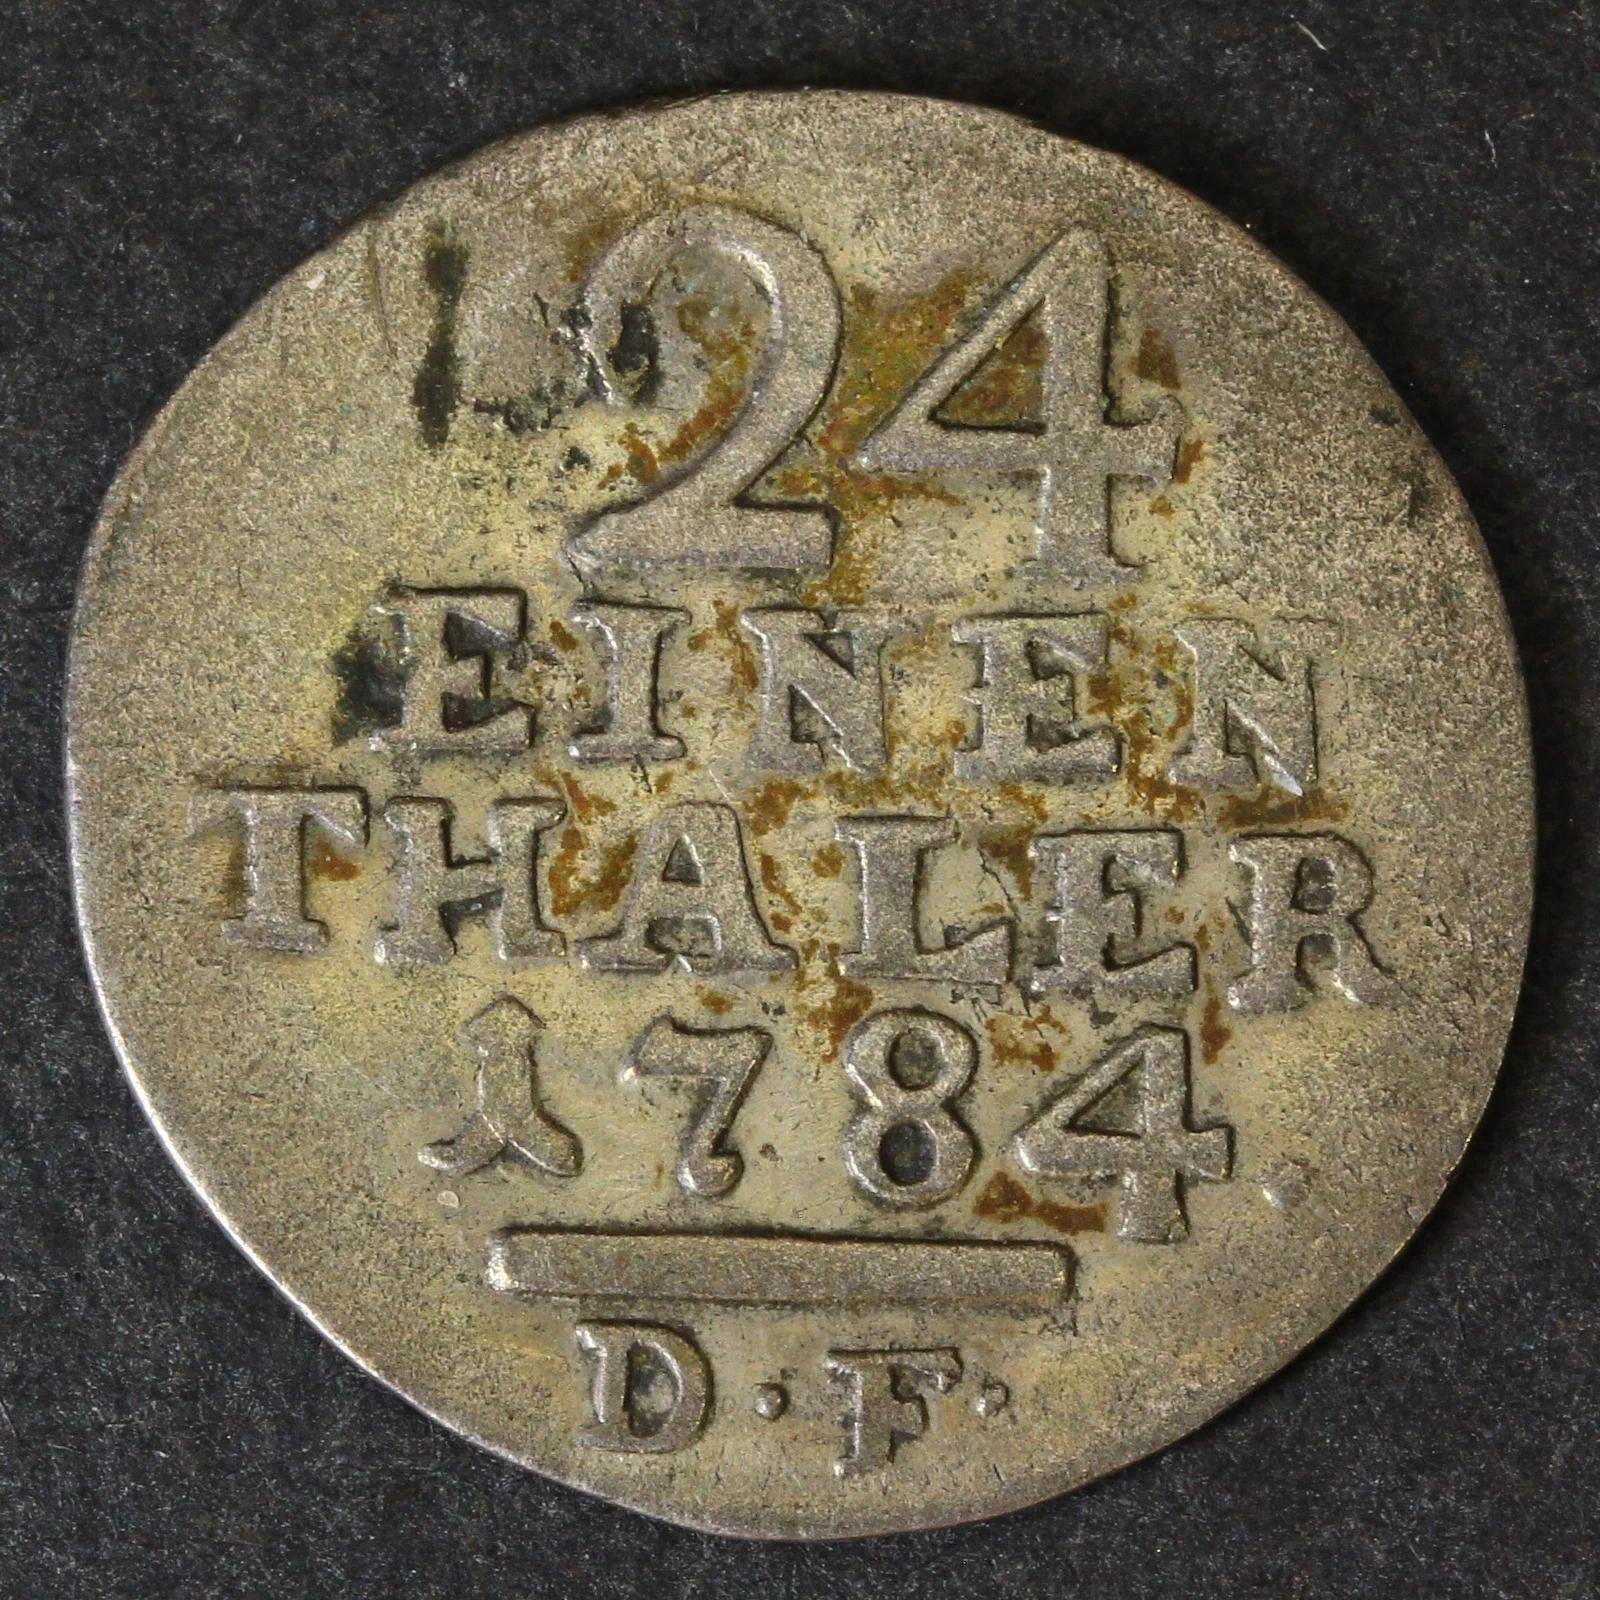 24
EINEN
THALER
1784.
D·F·